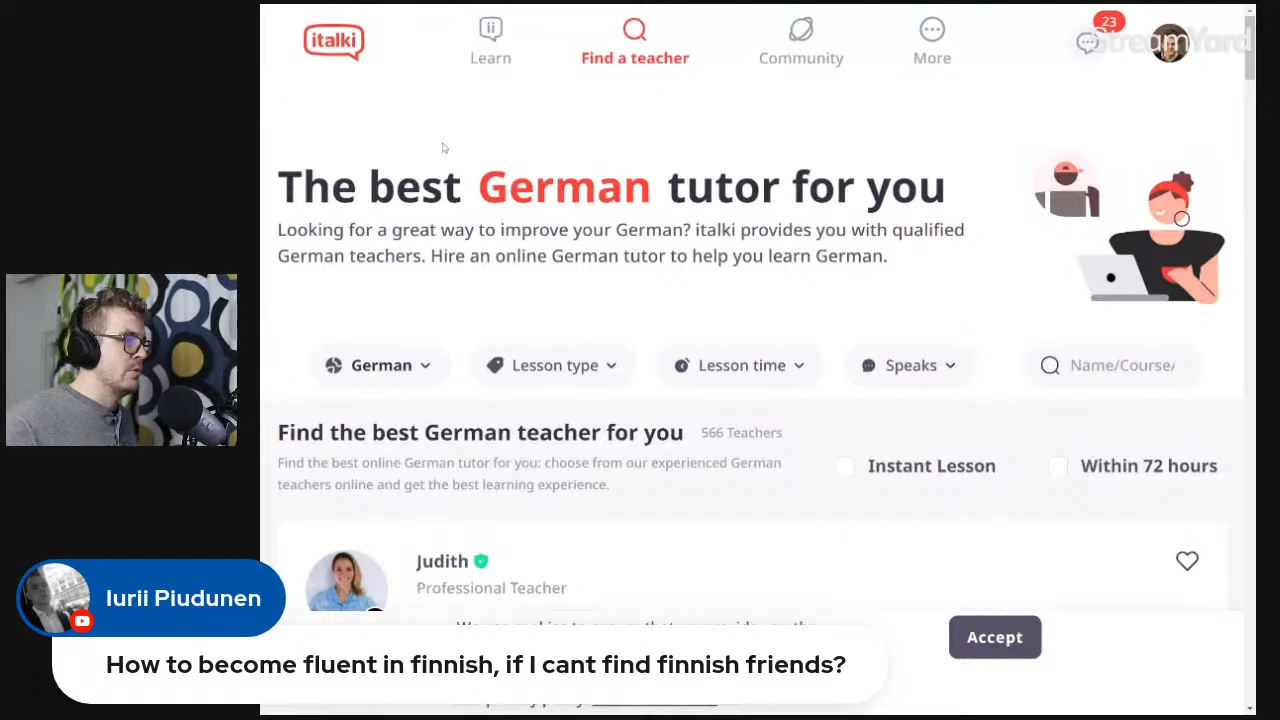 italki
Learn
Find a teacher
Community
More
23
StreamYard
The best German tutor for you
Looking for a great way to improve your German? italki provides you with qualified
German teachers. Hire an online German tutor to help you learn German.
German
Lesson type
Lesson time
Speaks
Name/Course/
Find the best German teacher for you 566 Teachers
Find the best online German tutor for you: choose from our experienced German
teachers online and get the best learning experience.
Instant Lesson
Within 72 hours
Judith
Professional Teacher
Accept
Iurii Piudunen
How to become fluent in finnish, if I cant find finnish friends?